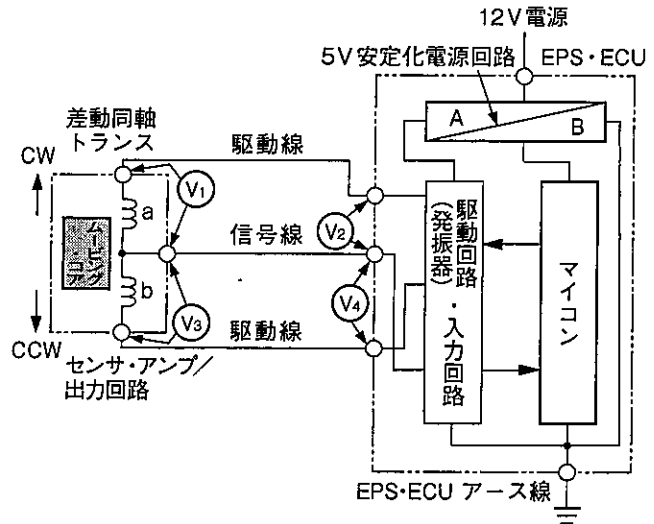 12V電源
5V安定化電源回路
EPS・ECU
A
B
差動同軸
トランス
CW
駆動線
V1
a
信号線
V2
ムービング
コア
b
V3
V4
駆動線
CCW
センサ・アンプ/
出力回路
駆動回路
(発振器)
・入力回路
マイコン
EPS・ECU アース線